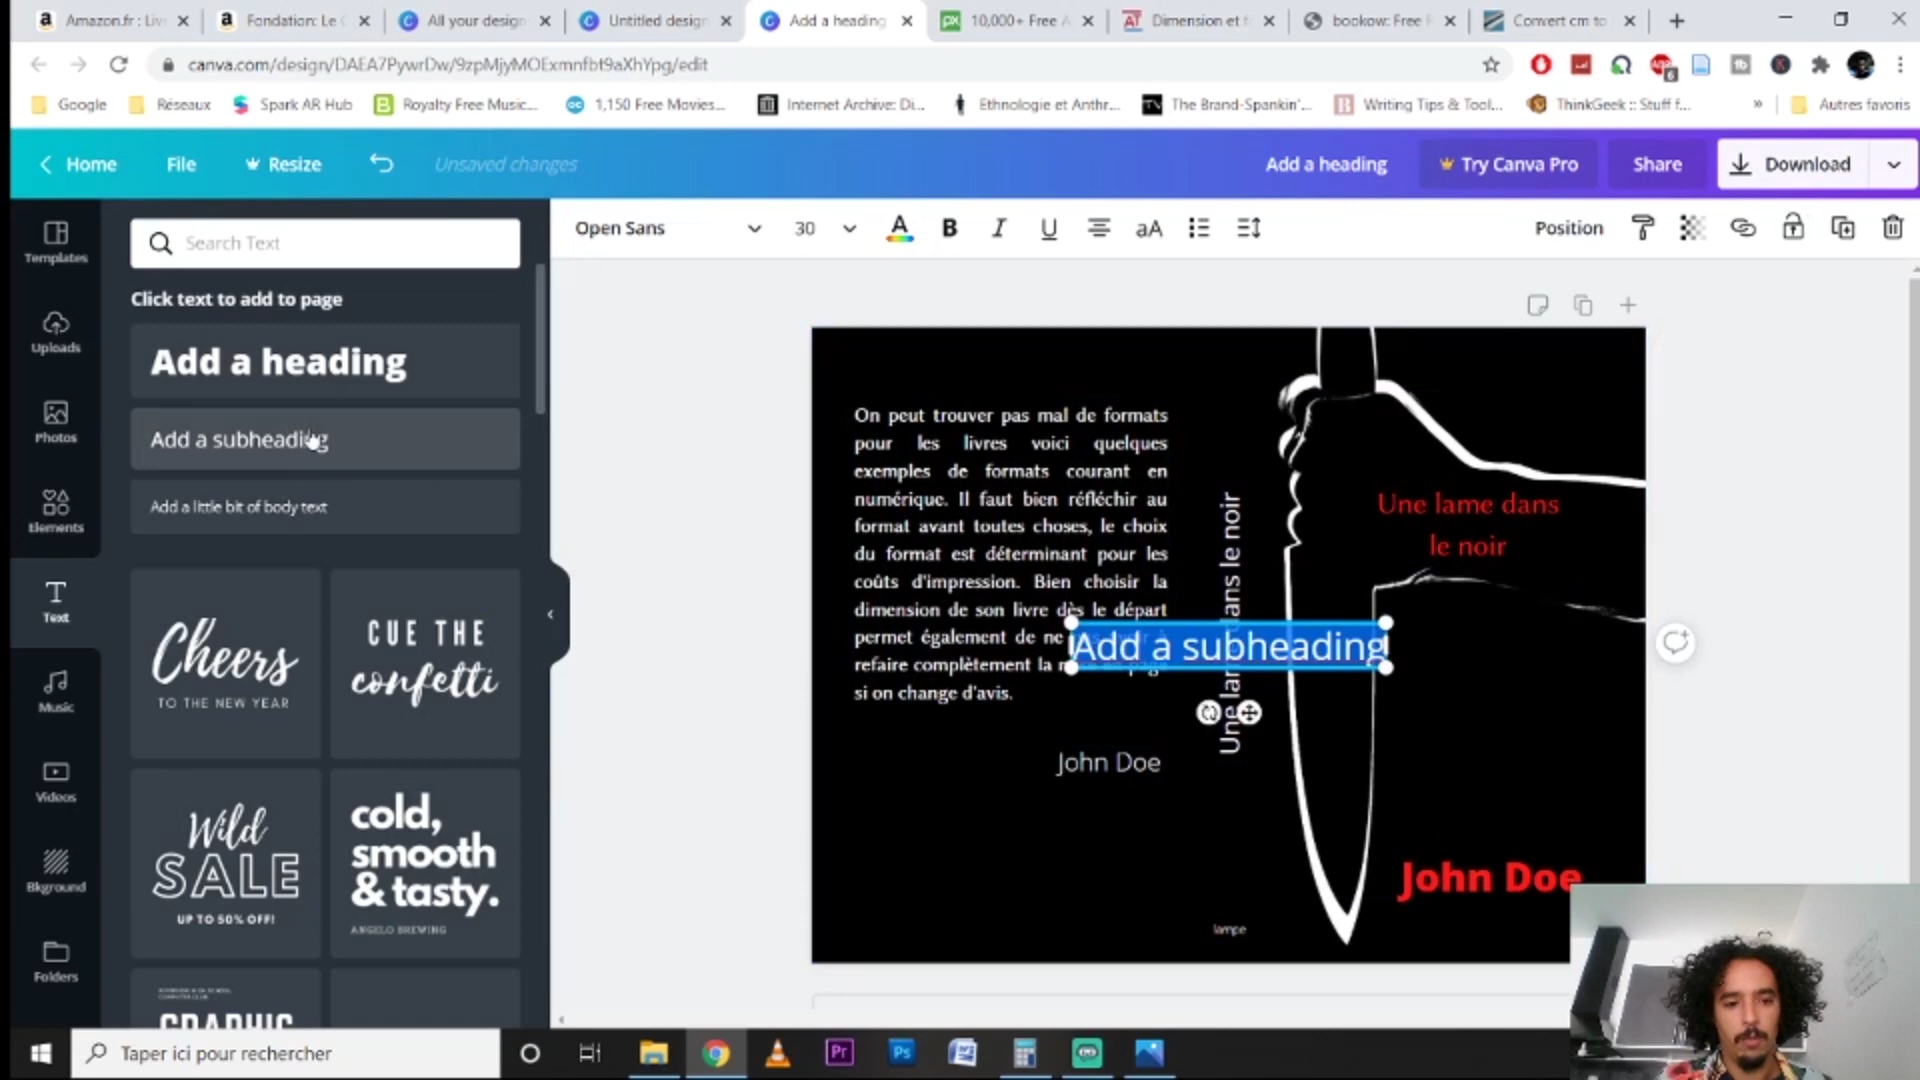 Amazon.fr : Liv
Fondation: Le C
All your design
Untitled design
Add a heading
10,000+ Free A
Dimension et f
bookow: Free
Convert cm to
canva.com/design/DAEA7PywrDw/9zpMjyMOExmnfbt9aXhYpg/edit
Google
Réseaux
Spark AR Hub
Royalty Free Music...
1,150 Free Movies...
Internet Archive: Di...
Ethnologie et Anthr...
The Brand-Spankin'...
Writing Tips & Tool...
ThinkGeek :: Stuff f...
Autres favoris
Home
File
Resize
Unsaved changes
Add a heading
Try Canva Pro
Share
Download
Templates
Uploads
Photos
Elements
Text
Music
Videos
Bkground
Folders
Search Text
Click text to add to page
Add a heading
Add a subheading
Add a little bit of body text
Cheers
TO THE NEW YEAR
CUE THE
confetti
Wild
SALE
UP TO 50% OFF!
cold,
smooth
& tasty.
ANGELO BREWING
COMPUTER CLUB
GRAPHIC
Open Sans
30
Position
On peut trouver pas mal de formats
pour les livres voici quelques
exemples de formats courant en
numérique. Il faut bien réfléchir au
format avant toutes choses, le choix
du format est déterminant pour les
coûts d'impression. Bien choisir la
dimension de son livre dès le départ
permet également de ne
refaire complètement la
si on change d'avis.
John Doe
Une lame dans le noir
Add a subheading
Une lame dans
le noir
John Doe
lampe
Taper ici pour rechercher